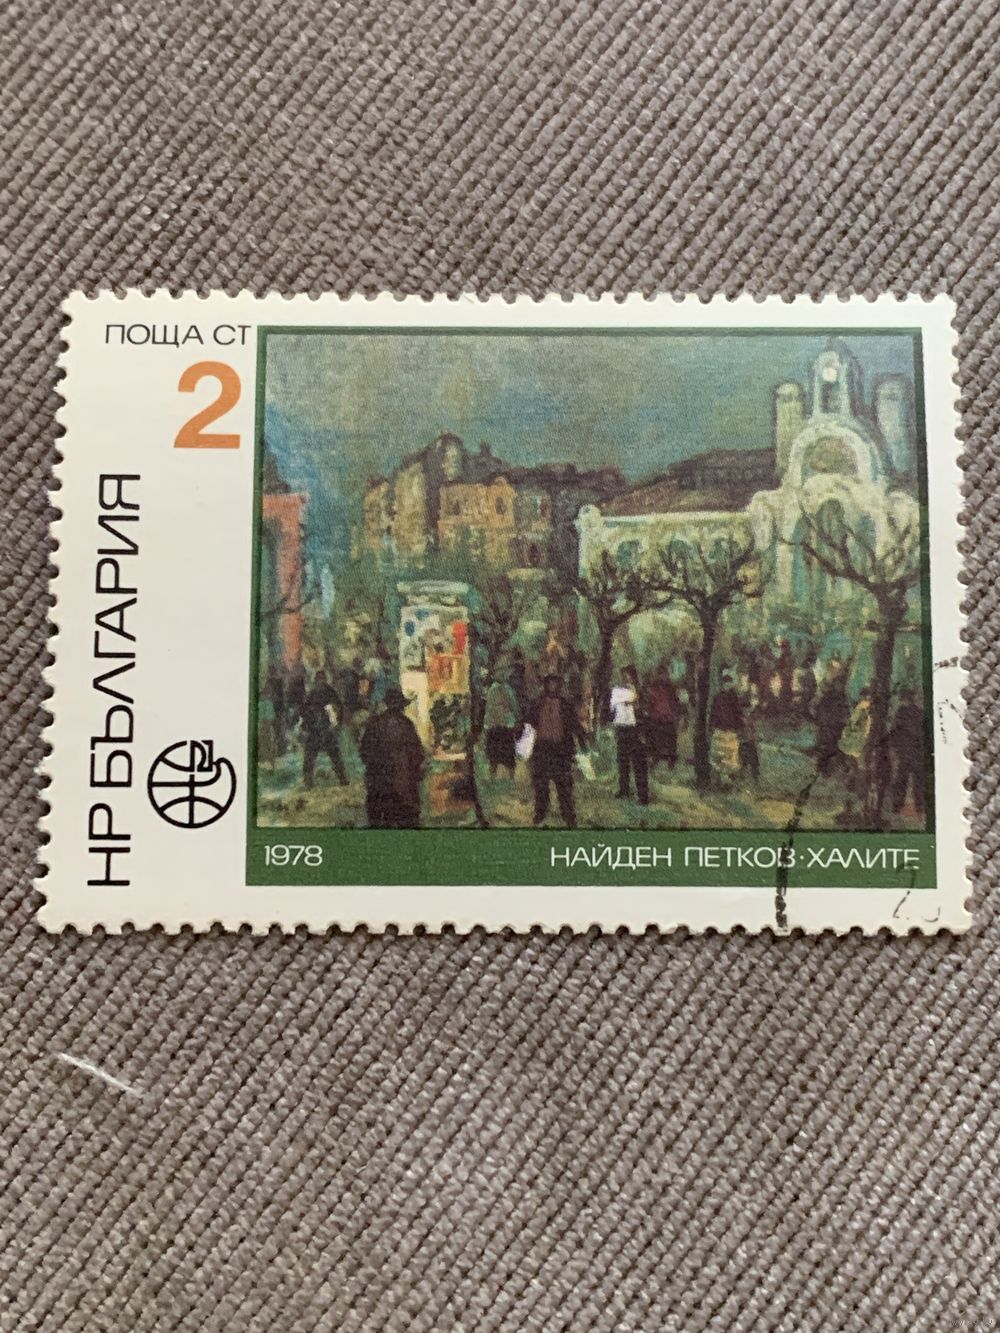 ПОЩА СТ
2
НР БЪЛГАРИЯ
1978
НАЙДЕН ПЕТКОВ·ХАЛИТЕ